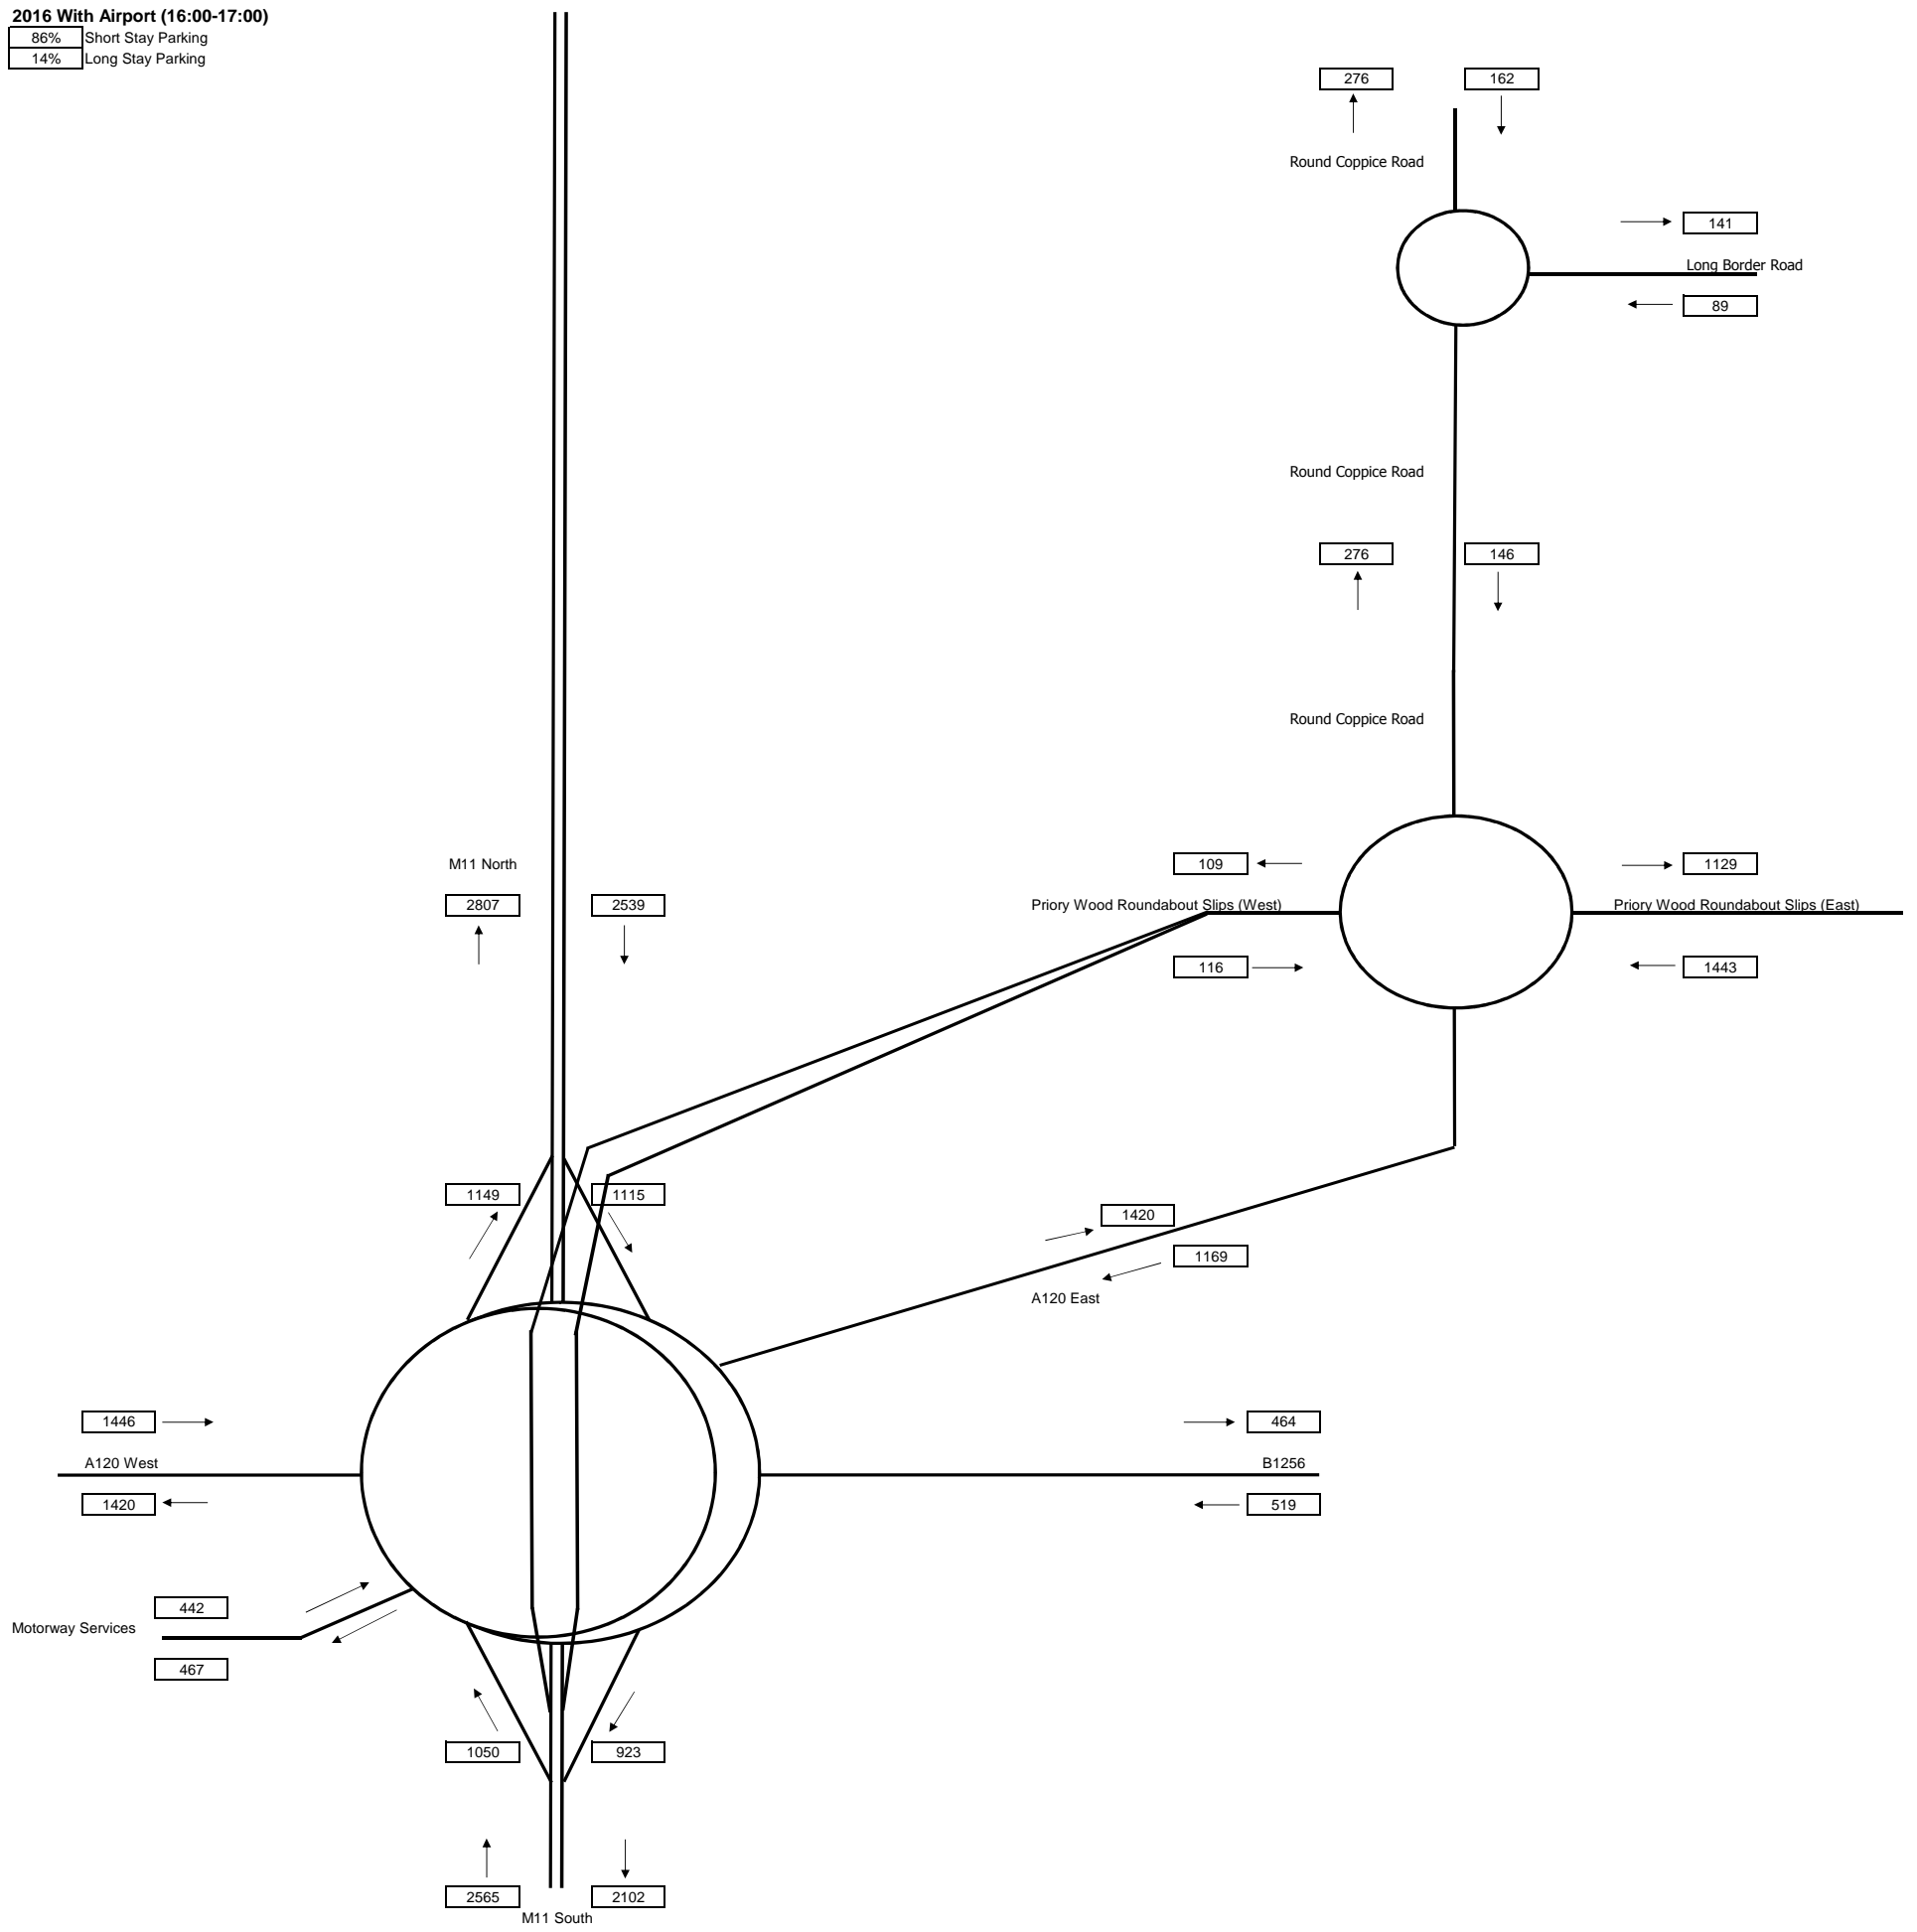 2016 With Airport (16:00-17:00)
86% Short Stay Parking
14% Long Stay Parking
276 162
Round Coppice Road
141
Long Border Road
89
Round Coppice Road
276 146
Round Coppice Road
M11 North
109 1129
2807 2539
Priory Wood Roundabout Slips (West) Priory Wood Roundabout Slips (East)
116 1443
1149 1115
1420
1169
A120 East
1446 464
A120 West B1256
1420 519
442
Motorway Services
467
1050 923
2565 2102
M11 South